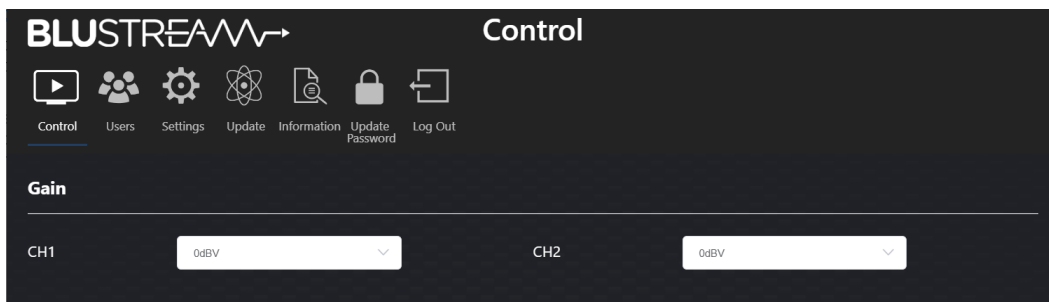 BLUSTREAM Control
Control Users Settings Update Information Update Password Log Out
Gain
CH1 0dBV CH2 0dBV